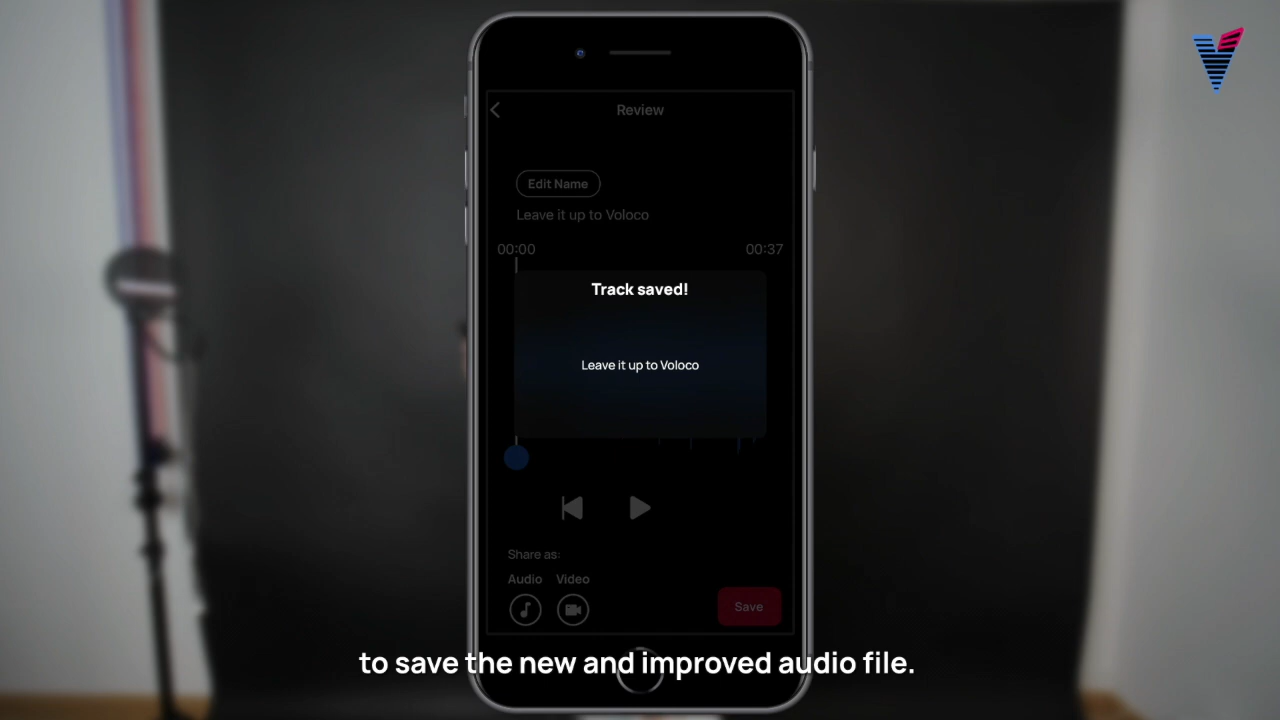 Review
Edit Name
Leave it up to Voloco
00:00 00:37
Track saved!
Leave it up to Voloco
Share as:
Audio Video
Save
to save the new and improved audio file.